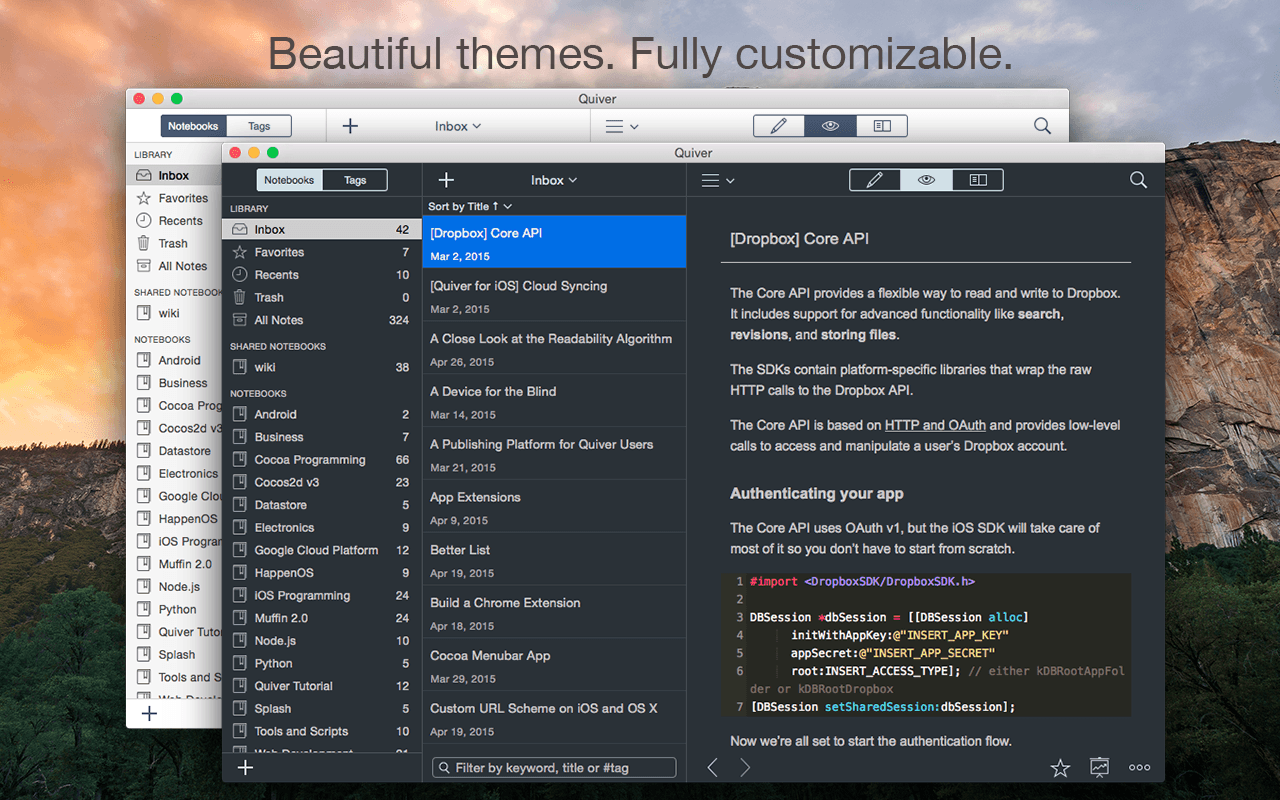 Beautiful themes. Fully customizable.
Quiver
Notebooks Tags
Inbox
LIBRARY
Inbox
Favorites
Recents
Trash
All Notes
SHARED NOTEBOOK
wiki
NOTEBOOKS
Android
Business
Cocoa Prog
Cocos2d v3
Datastore
Electronics
Google Clou
HappenOS
iOS Program
Muffin 2.0
Node.js
Python
Quiver Tutor
Splash
Tools and S
Quiver
Notebooks Tags
Inbox
LIBRARY
Inbox 42
Favorites 7
Recents 10
Trash 0
All Notes 324
SHARED NOTEBOOKS
wiki 38
NOTEBOOKS
Android 2
Business 7
Cocoa Programming 66
Cocos2d v3 23
Datastore 5
Electronics 9
Google Cloud Platform 12
HappenOS 9
iOS Programming 24
Muffin 2.0 24
Node.js 10
Python 5
Quiver Tutorial 12
Splash 5
Tools and Scripts 10
Web Development 21
Sort by Title ↑
[Dropbox] Core API
Mar 2, 2015
[Quiver for iOS] Cloud Syncing
Mar 2, 2015
A Close Look at the Readability Algorithm
Apr 26, 2015
A Device for the Blind
Mar 14, 2015
A Publishing Platform for Quiver Users
Mar 21, 2015
App Extensions
Apr 9, 2015
Better List
Apr 19, 2015
Build a Chrome Extension
Apr 18, 2015
Cocoa Menubar App
Mar 29, 2015
Custom URL Scheme on iOS and OS X
Apr 19, 2015
Filter by keyword, title or #tag
[Dropbox] Core API
The Core API provides a flexible way to read and write to Dropbox.
It includes support for advanced functionality like search,
revisions, and storing files.
The SDKs contain platform-specific libraries that wrap the raw
HTTP calls to the Dropbox API.
The Core API is based on HTTP and OAuth and provides low-level
calls to access and manipulate a user's Dropbox account.
Authenticating your app
The Core API uses OAuth v1, but the iOS SDK will take care of
most of it so you don't have to start from scratch.
1 #import <DropboxSDK/DropboxSDK.h>
2
3 DBSession *dbSession = [[DBSession alloc]
4 initWithAppKey:@"INSERT_APP_KEY"
5 appSecret:@"INSERT_APP_SECRET"
6 root:INSERT_ACCESS_TYPE]; // either kDBRootAppFol
der or kDBRootDropbox
7 [DBSession setSharedSession:dbSession];
Now we're all set to start the authentication flow.